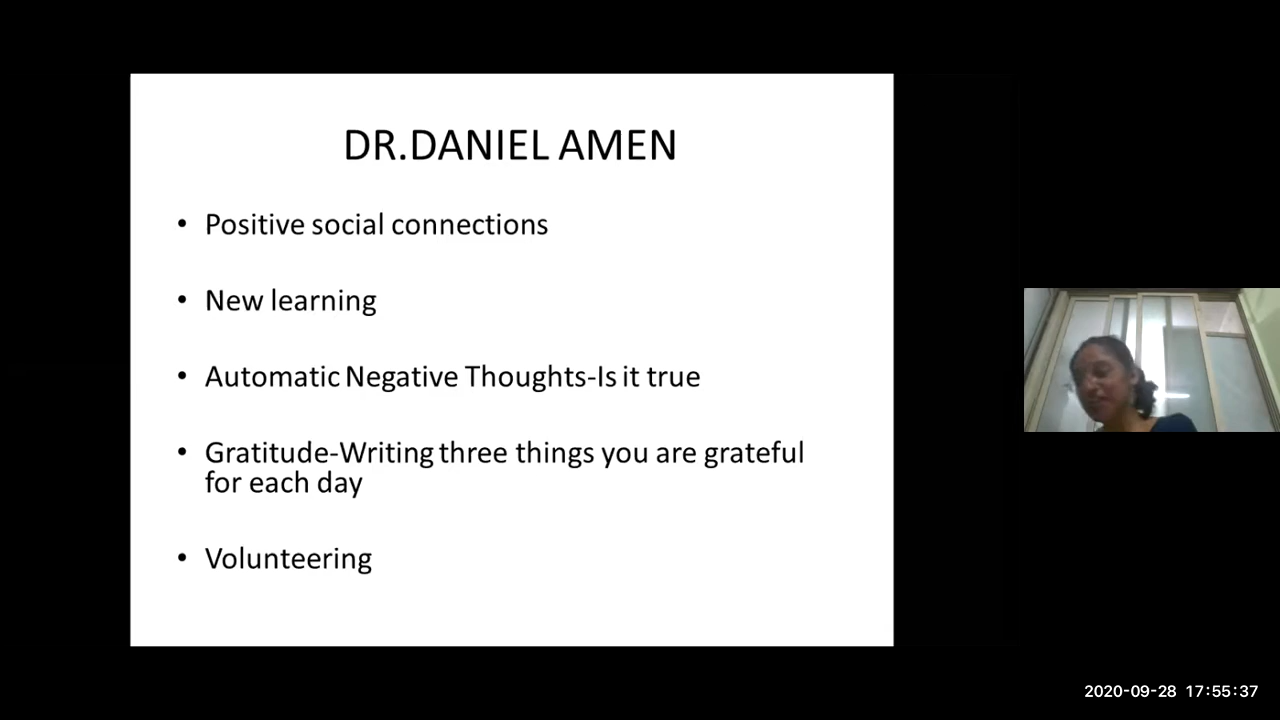 DR.DANIEL AMEN
• Positive social connections
• New learning
• Automatic Negative Thoughts-Is it true
• Gratitude-Writing three things you are grateful
for each day
• Volunteering
2020-09-28 17:55:37